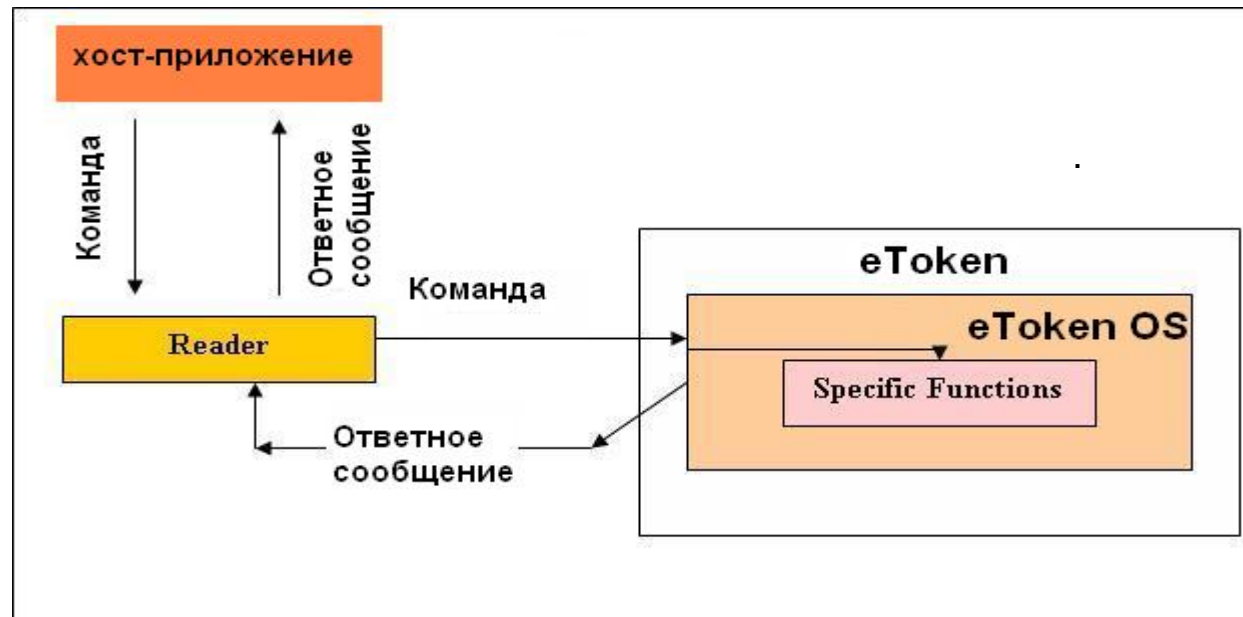 хост-приложение
Команда
Ответное
сообщение
Reader
Команда
Ответное
сообщение
eToken
eToken OS
Specific Functions